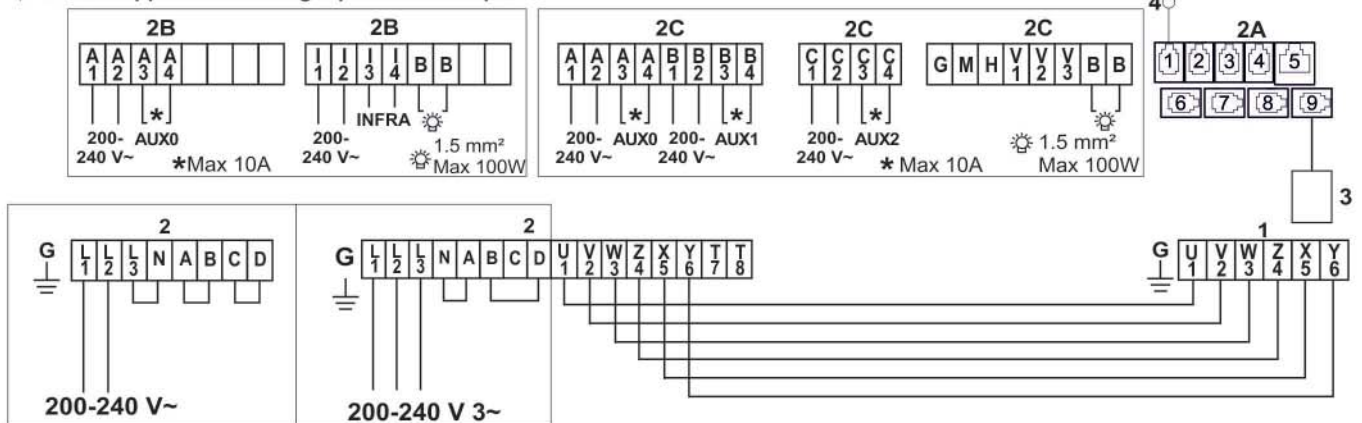 4
2B 2B 2C 2C 2C 2A
A1 A2 A3 A4
I1 I2 I3 I4 B B
A1 A2 A3 A4 B1 B2 B3 B4
C1 C2 C3 C4
G M H V1 V2 V3 B B
1 2 3 4 5
6 7 8 9
200-240 V~
[*]
AUX0
*Max 10A
200-240 V~
INFRA
1.5 mm²
Max 100W
200-240 V~
[*]
AUX0
200-240 V~
[*]
AUX1
200-240 V~
[*]
AUX2
* Max 10A
1.5 mm²
Max 100W
3
2
G
L1 L2 L3 N A B C D
200-240 V~
2
G
L1 L2 L3 N A B C D U1 V2 W3 Z4 X5 Y6 T7 T8
200-240 V 3~
1
G
U1 V2 W3 Z4 X5 Y6